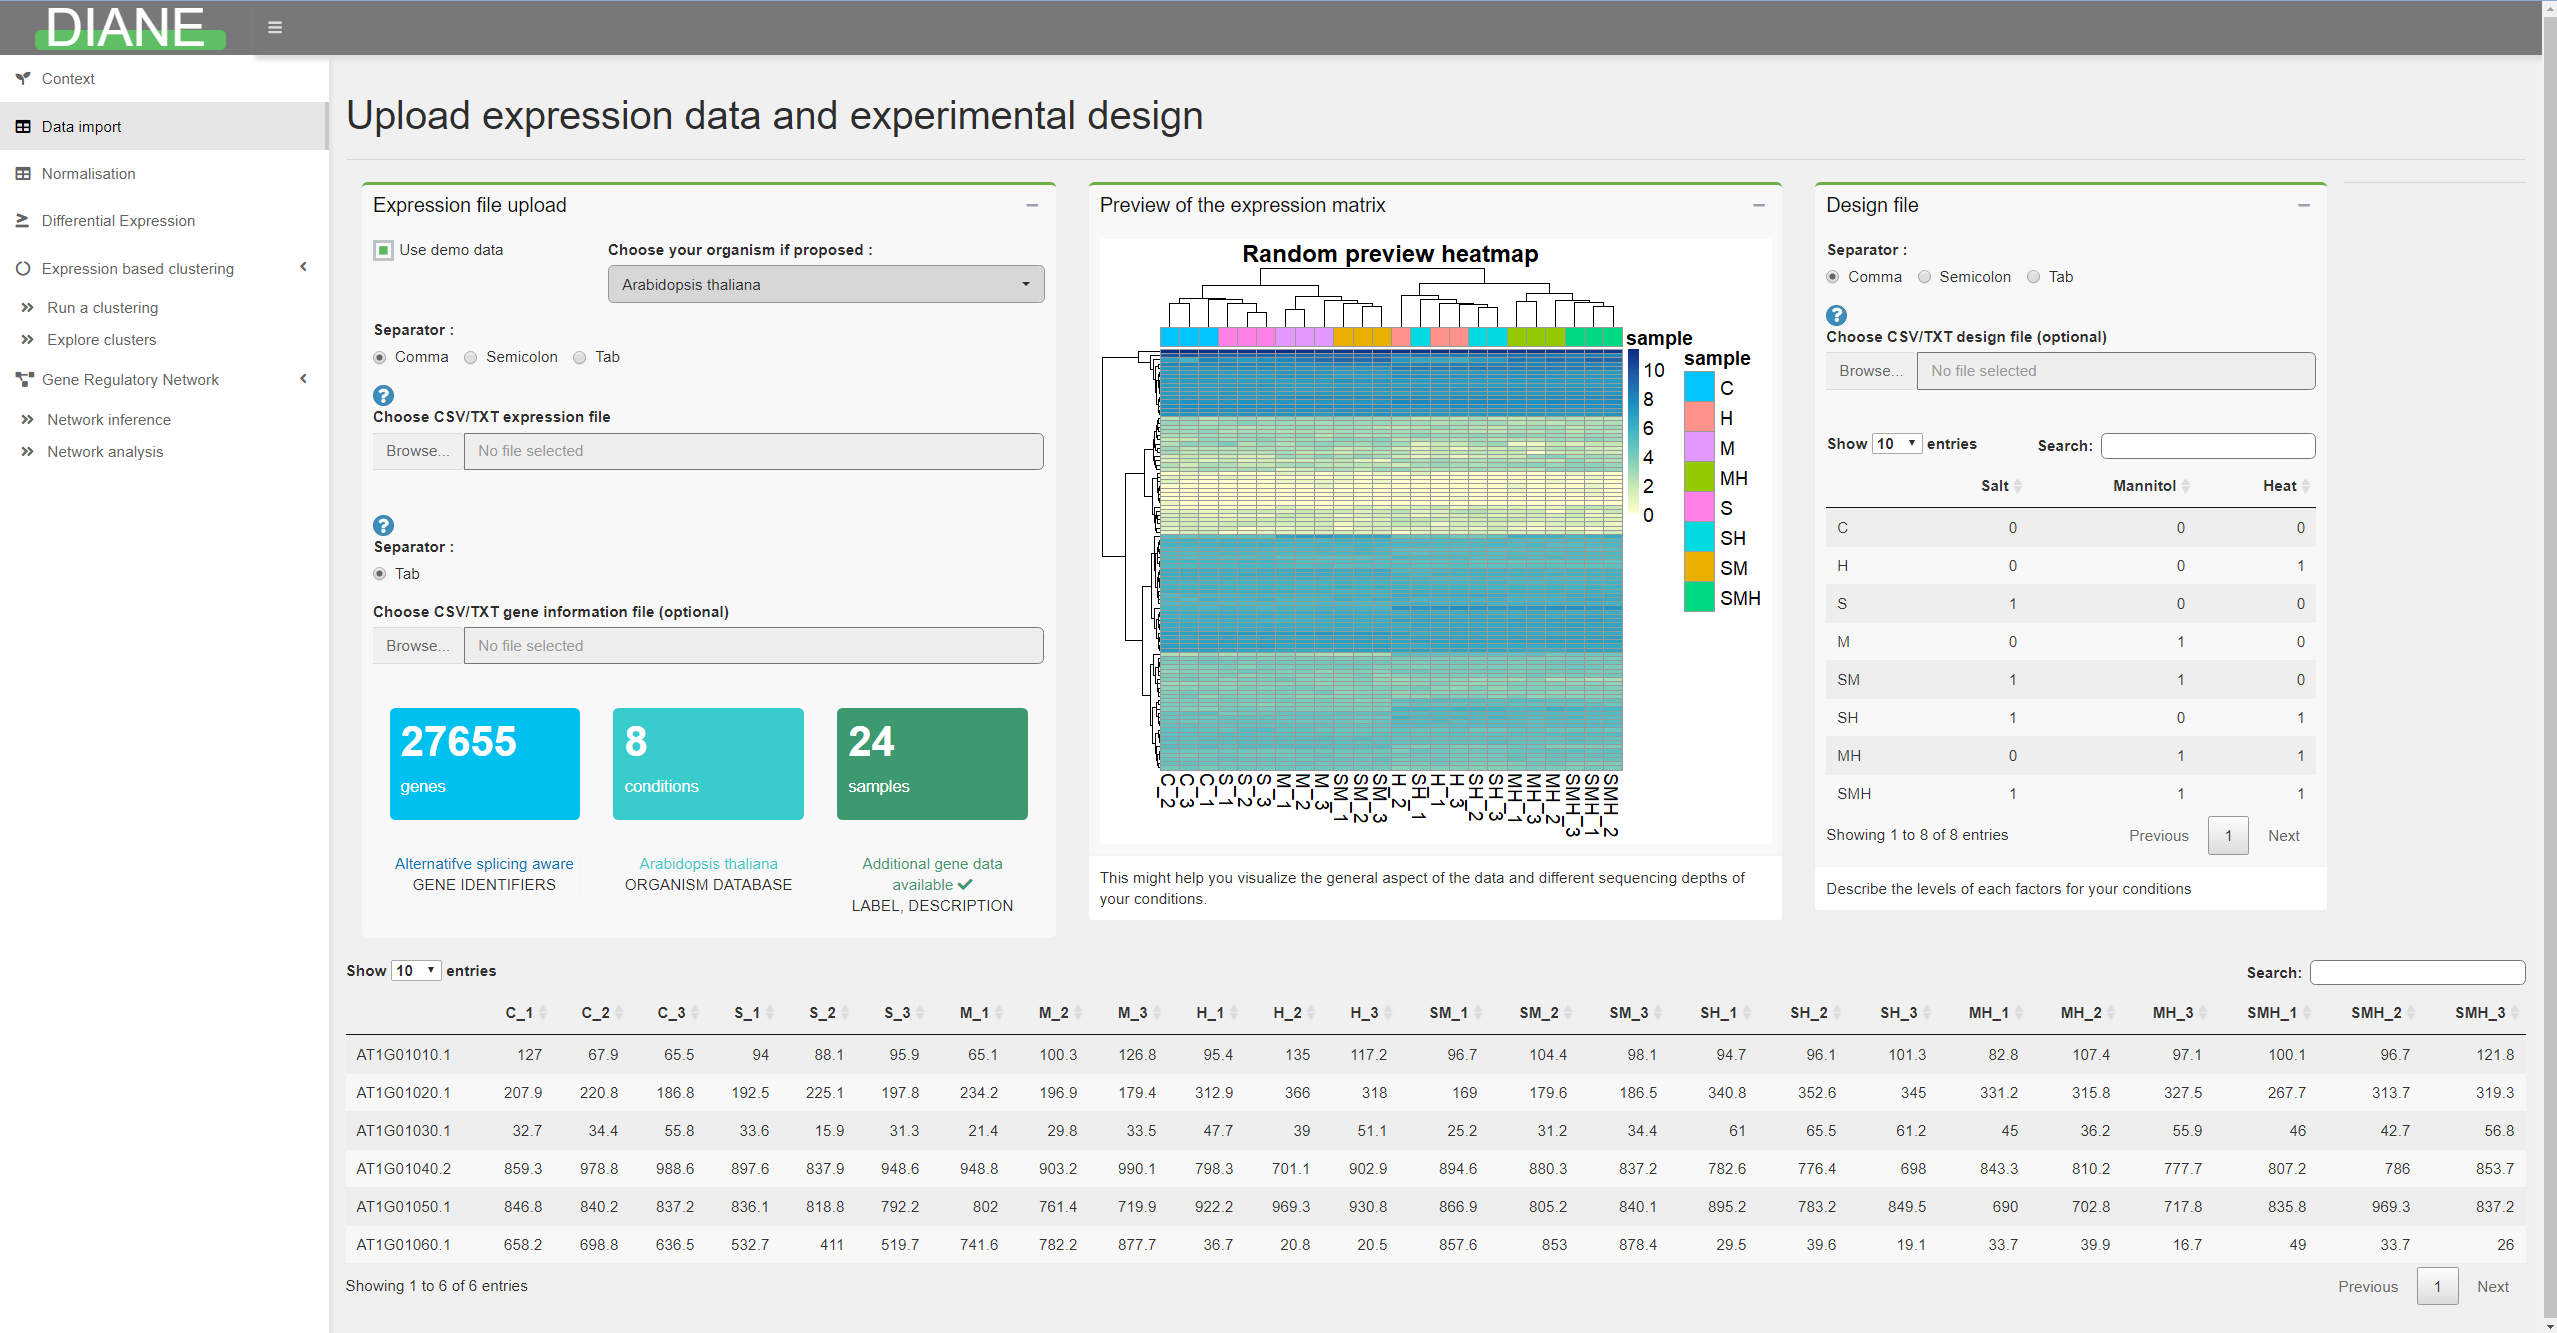 DIANE
Context
Data import
Normalisation
Differential Expression
Expression based clustering
Run a clustering
Explore clusters
Gene Regulatory Network
Network inference
Network analysis
Upload expression data and experimental design
Expression file upload
Use demo data
Choose your organism if proposed :
Arabidopsis thaliana
Separator :
Comma Semicolon Tab
?
Choose CSV/TXT expression file
Browse... No file selected
?
Separator :
Tab
Choose CSV/TXT gene information file (optional)
Browse... No file selected
27655
genes
8
conditions
24
samples
Alternatifve splicing aware
GENE IDENTIFIERS
Arabidopsis thaliana
ORGANISM DATABASE
Additional gene data
available
LABEL, DESCRIPTION
Preview of the expression matrix
Random preview heatmap
sample
10
8
6
4
2
0
sample
C
H
M
MH
S
SH
SM
SMH
C_2
C_3
C_1
S_1
S_2
S_3
M_1
M_2
M_3
SM_1
SM_2
SM_3
H_2
SH_1
H_1
H_3
SH_2
SH_3
MH_1
MH_3
MH_2
SMH_3
SMH_1
SMH_2
This might help you visualize the general aspect of the data and different sequencing depths of
your conditions.
Design file
Separator :
Comma Semicolon Tab
?
Choose CSV/TXT design file (optional)
Browse... No file selected
Show 10 entries Search:
Salt Mannitol Heat
C 0 0 0
H 0 0 1
S 1 0 0
M 0 1 0
SM 1 1 0
SH 1 0 1
MH 0 1 1
SMH 1 1 1
Showing 1 to 8 of 8 entries Previous 1 Next
Describe the levels of each factors for your conditions
Show 10 entries Search:
C_1 C_2 C_3 S_1 S_2 S_3 M_1 M_2 M_3 H_1 H_2 H_3 SM_1 SM_2 SM_3 SH_1 SH_2 SH_3 MH_1 MH_2 MH_3 SMH_1 SMH_2 SMH_3
AT1G01010.1 127 67.9 65.5 94 88.1 95.9 65.1 100.3 126.8 95.4 135 117.2 96.7 104.4 98.1 94.7 96.1 101.3 82.8 107.4 97.1 100.1 96.7 121.8
AT1G01020.1 207.9 220.8 186.8 192.5 225.1 197.8 234.2 196.9 179.4 312.9 366 318 169 179.6 186.5 340.8 352.6 345 331.2 315.8 327.5 267.7 313.7 319.3
AT1G01030.1 32.7 34.4 55.8 33.6 15.9 31.3 21.4 29.8 33.5 47.7 39 51.1 25.2 31.2 34.4 61 65.5 61.2 45 36.2 55.9 46 42.7 56.8
AT1G01040.2 859.3 978.8 988.6 897.6 837.9 948.6 948.8 903.2 990.1 798.3 701.1 902.9 894.6 880.3 837.2 782.6 776.4 698 843.3 810.2 777.7 807.2 786 853.7
AT1G01050.1 846.8 840.2 837.2 836.1 818.8 792.2 802 761.4 719.9 922.2 969.3 930.8 866.9 805.2 840.1 895.2 783.2 849.5 690 702.8 717.8 835.8 969.3 837.2
AT1G01060.1 658.2 698.8 636.5 532.7 411 519.7 741.6 782.2 877.7 36.7 20.8 20.5 857.6 853 878.4 29.5 39.6 19.1 33.7 39.9 16.7 49 33.7 26
Showing 1 to 6 of 6 entries Previous 1 Next